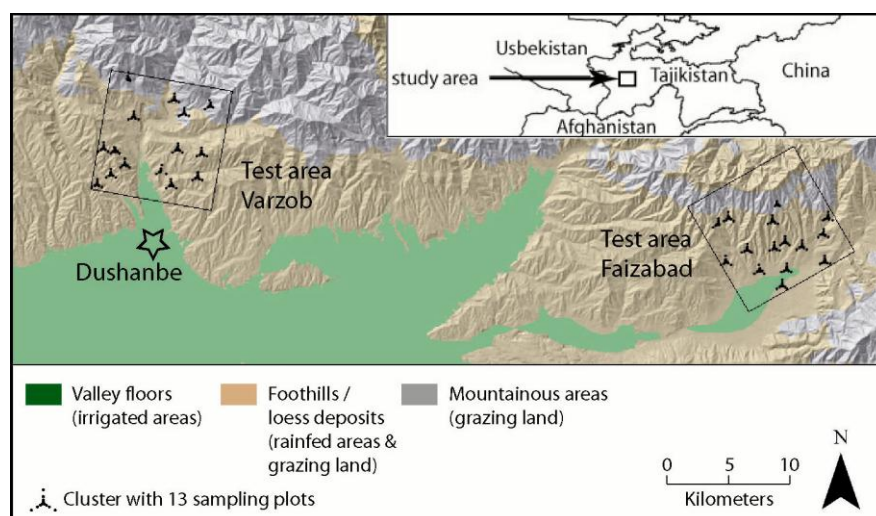 Usbekistan
study area
Tajikistan
China
Afghanistan
Test area
Varzob
Dushanbe
Test area
Faizabad
Valley floors
(irrigated areas)
Foothills /
loess deposits
(rainfed areas &
grazing land)
Mountainous areas
(grazing land)
Cluster with 13 sampling plots
0 5 10
Kilometers
N